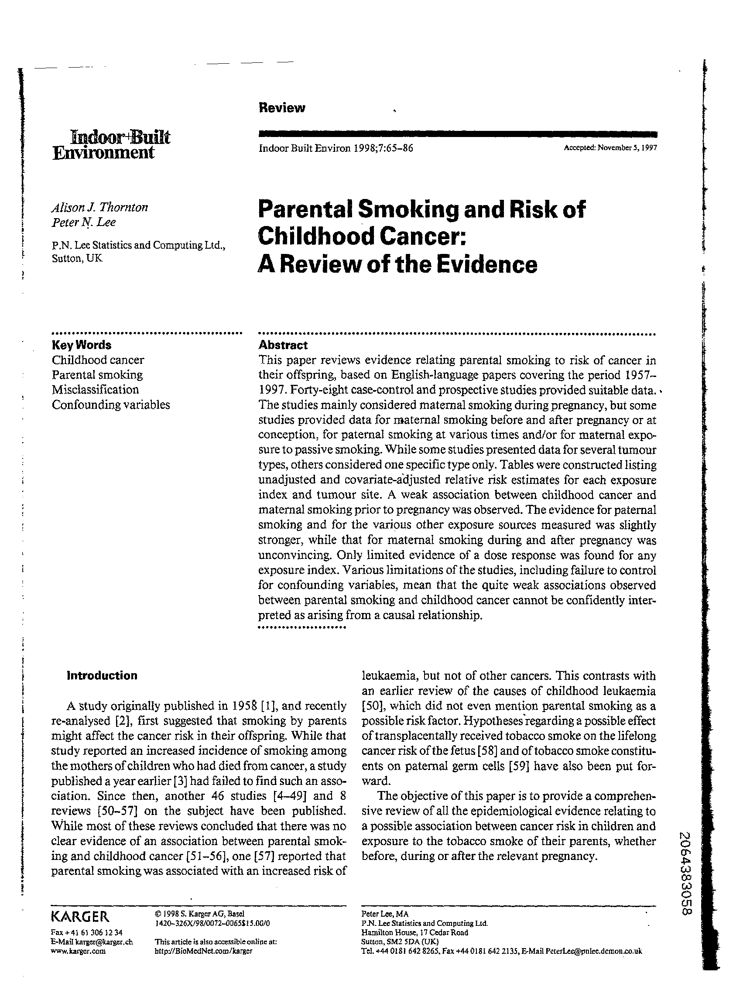 Review
Indoor+Built
Environment
Indoor Built Environ 1998;7:65–86
Accepted: November 5, 1997
Alison J. Thornton
Peter N. Lee
P.N. Lee Statistics and Computing Ltd.,
Sutton, UK
Parental Smoking and Risk of
Childhood Cancer:
A Review of the Evidence
Key Words
Childhood cancer
Parental smoking
Misclassification
Confounding variables
Abstract
This paper reviews evidence relating parental smoking to risk of cancer in
their offspring, based on English-language papers covering the period 1957–
1997. Forty-eight case-control and prospective studies provided suitable data.
The studies mainly considered maternal smoking during pregnancy, but some
studies provided data for maternal smoking before and after pregnancy or at
conception, for paternal smoking at various times and/or for maternal expo-
sure to passive smoking. While some studies presented data for several tumour
types, others considered one specific type only. Tables were constructed listing
unadjusted and covariate-adjusted relative risk estimates for each exposure
index and tumour site. A weak association between childhood cancer and
maternal smoking prior to pregnancy was observed. The evidence for paternal
smoking and for the various other exposure sources measured was slightly
stronger, while that for maternal smoking during and after pregnancy was
unconvincing. Only limited evidence of a dose response was found for any
exposure index. Various limitations of the studies, including failure to control
for confounding variables, mean that the quite weak associations observed
between parental smoking and childhood cancer cannot be confidently inter-
preted as arising from a causal relationship.
Introduction
A study originally published in 1958 [1], and recently
re-analysed [2], first suggested that smoking by parents
might affect the cancer risk in their offspring. While that
study reported an increased incidence of smoking among
the mothers of children who had died from cancer, a study
published a year earlier [3] had failed to find such an asso-
ciation. Since then, another 46 studies [4–49] and 8
reviews [50–57] on the subject have been published.
While most of these reviews concluded that there was no
clear evidence of an association between parental smok-
ing and childhood cancer [51–56], one [57] reported that
parental smoking was associated with an increased risk of
leukaemia, but not of other cancers. This contrasts with
an earlier review of the causes of childhood leukaemia
[50], which did not even mention parental smoking as a
possible risk factor. Hypotheses regarding a possible effect
of transplacentally received tobacco smoke on the lifelong
cancer risk of the fetus [58] and of tobacco smoke constitu-
ents on paternal germ cells [59] have also been put for-
ward.
The objective of this paper is to provide a comprehen-
sive review of all the epidemiological evidence relating to
a possible association between cancer risk in children and
exposure to the tobacco smoke of their parents, whether
before, during or after the relevant pregnancy.
2064383058
KARGER
Fax + 41 61 306 12 34
E-Mail karger@karger.ch
www.karger.com
© 1998 S. Karger AG, Basel
1420–326X/98/0072–0065$15.00/0
This article is also accessible online at:
http://BioMedNet.com/karger
Peter Lee, MA
P.N. Lee Statistics and Computing Ltd.
Hamilton House, 17 Cedar Road
Sutton, SM2 5DA (UK)
Tel. +44 0181 642 8265, Fax +44 0181 642 2135, E-Mail PeterLee@pnlee.demon.co.uk